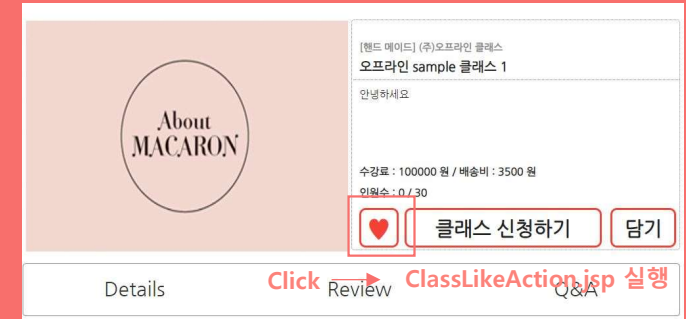 About
MACARON
[핸드 메이드] (주)오프라인 클래스
오프라인 sample 클래스 1
안녕하세요
수강료 : 100000 원 / 배송비 : 3500 원
인원수 : 0 / 30
클래스 신청하기
담기
Click
ClassLikeAction.jsp 실행
Details
Review
Q&A